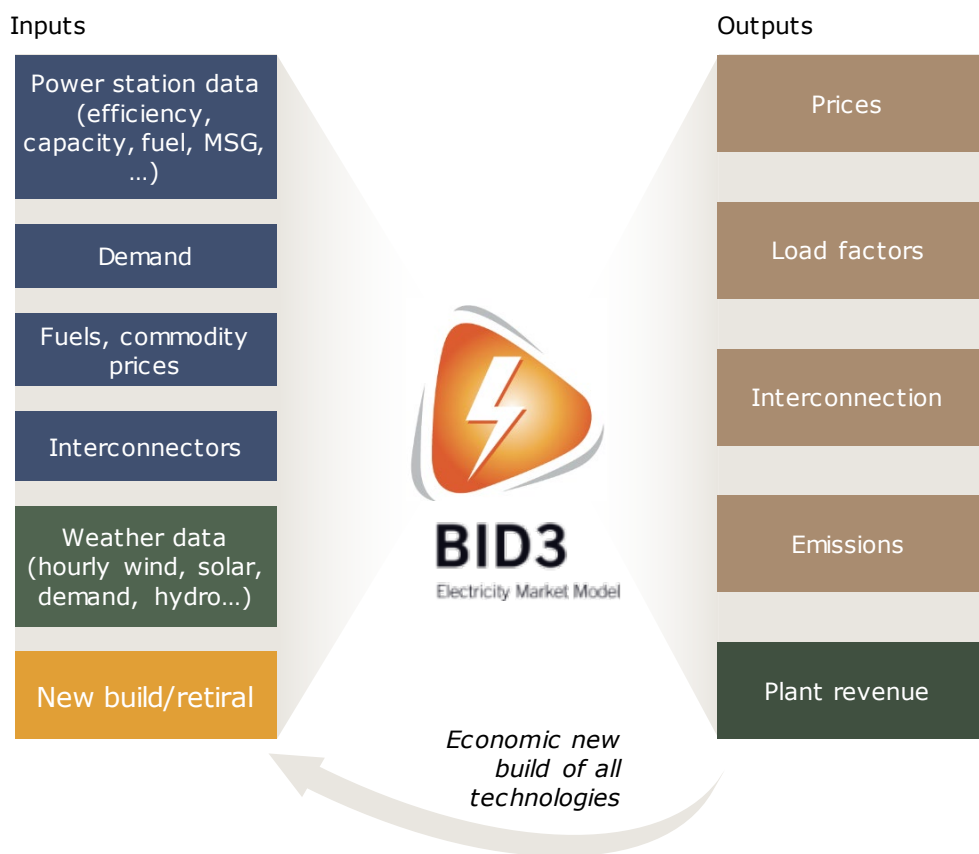 Inputs
Power station data
(efficiency,
capacity, fuel, MSG,
…)
Demand
Fuels, commodity
prices
Interconnectors
Weather data
(hourly wind, solar,
demand, hydro…)
New build/retiral
BID3
Electricity Market Model
Economic new
build of all
technologies
Outputs
Prices
Load factors
Interconnection
Emissions
Plant revenue